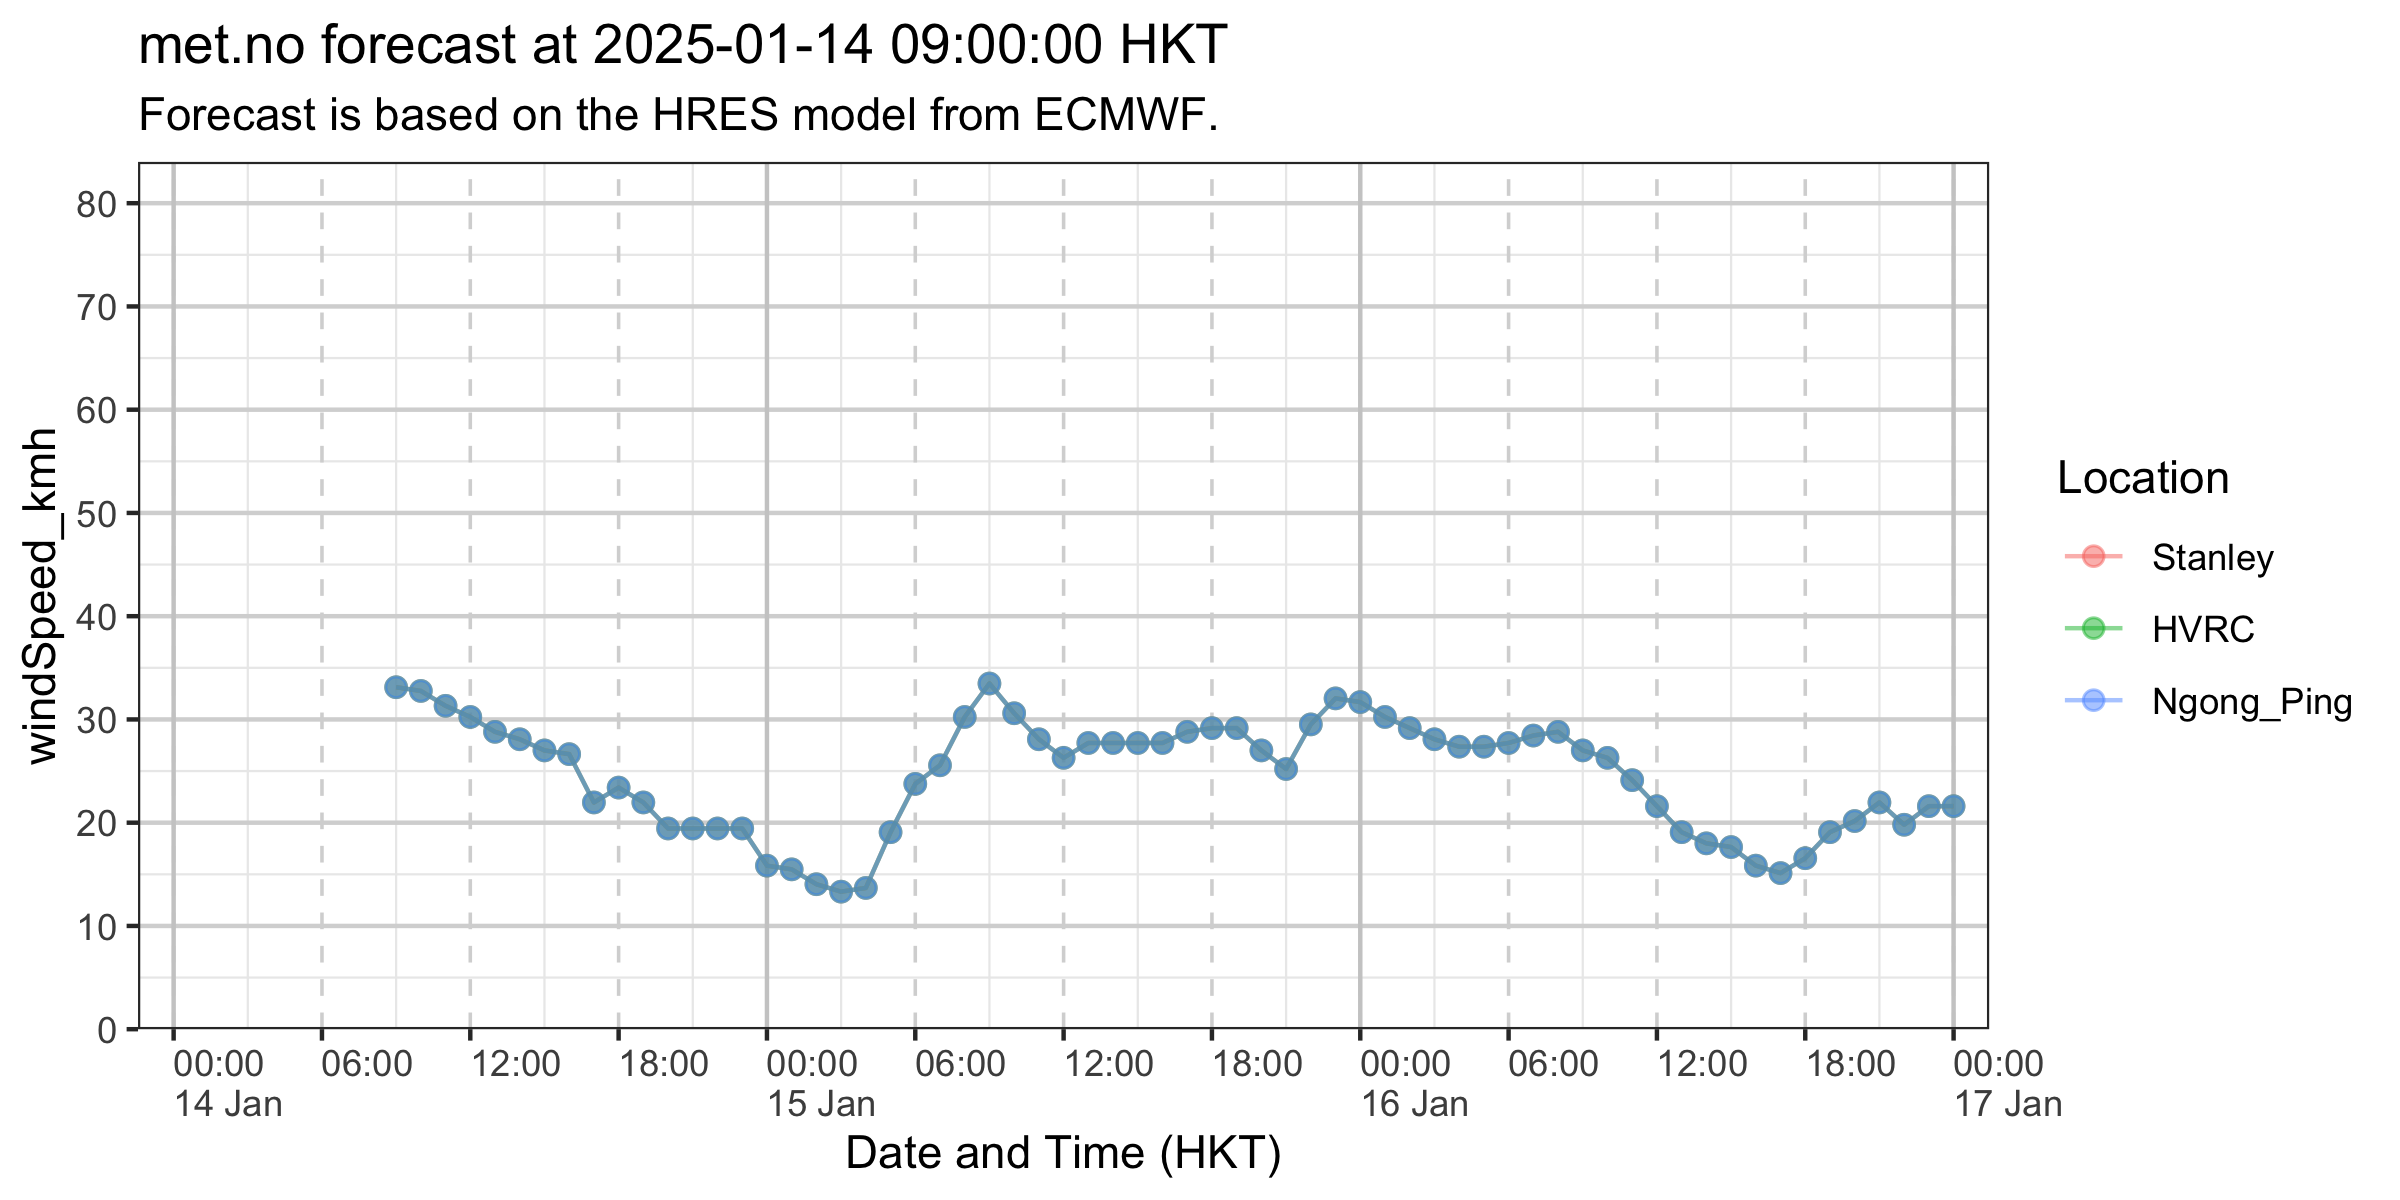 met.no forecast at 2025-01-14 09:00:00 HKT
Forecast is based on the HRES model from ECMWF.
windSpeed_kmh
80
70
60
50
40
30
20
10
0
00:00 06:00 12:00 18:00 00:00 06:00 12:00 18:00 00:00 06:00 12:00 18:00 00:00
14 Jan 15 Jan 16 Jan 17 Jan
Date and Time (HKT)
Location
Stanley
HVRC
Ngong_Ping